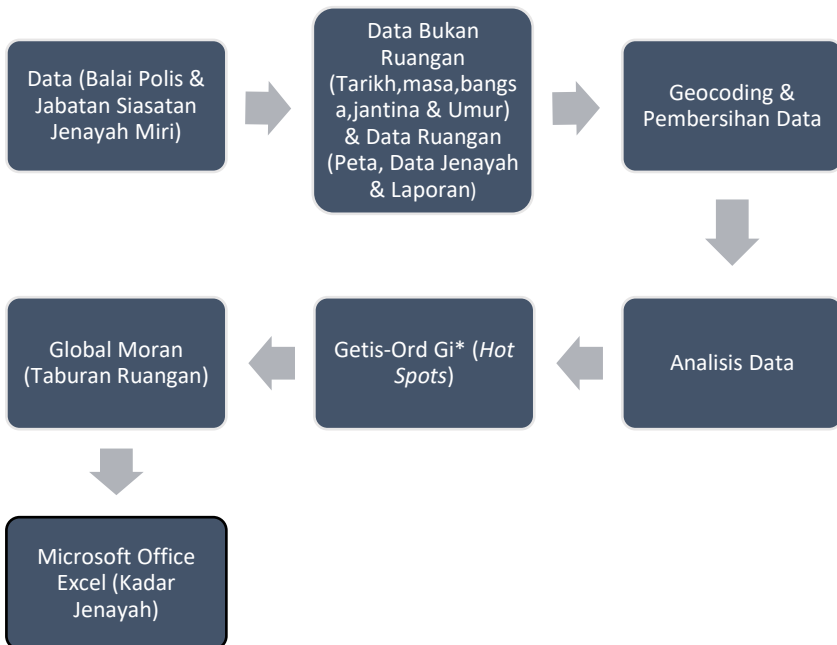 Data (Balai Polis &
Jabatan Siasatan
Jenayah Miri)
Data Bukan
Ruangan
(Tarikh,masa,bangs
a,jantina & Umur)
& Data Ruangan
(Peta, Data Jenayah
& Laporan)
Geocoding &
Pembersihan Data
Analisis Data
Getis-Ord Gi* (Hot
Spots)
Global Moran
(Taburan Ruangan)
Microsoft Office
Excel (Kadar
Jenayah)